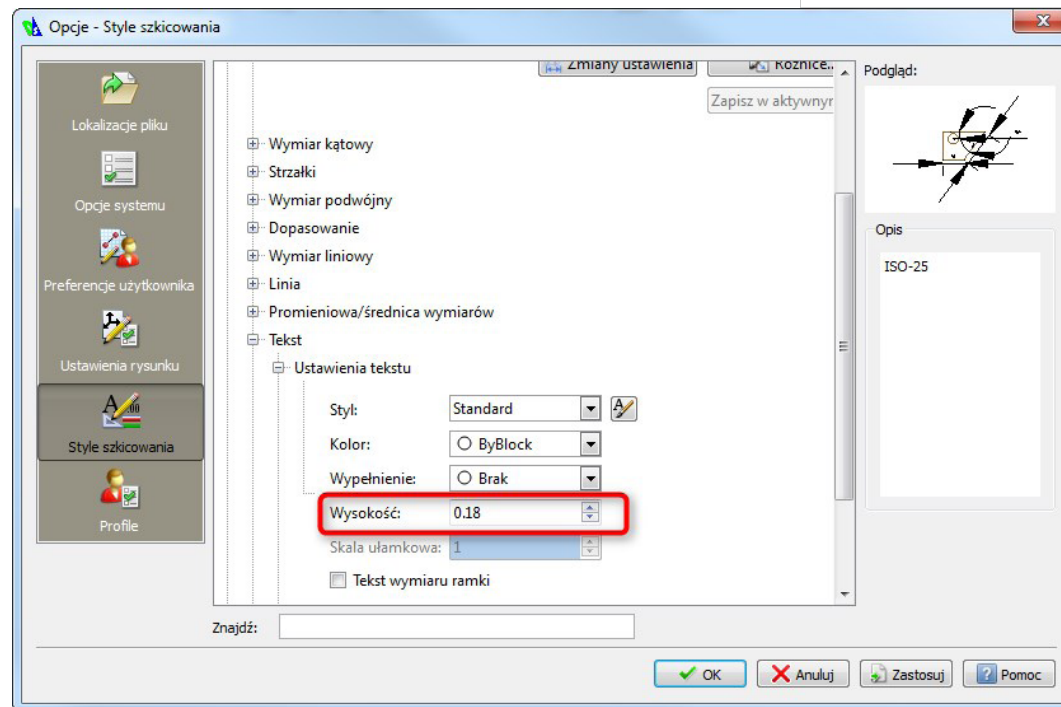 Opcje - Style szkicowania
Lokalizacje pliku
Opcje systemu
Preferencje użytkownika
Ustawienia rysunku
Style szkicowania
Profile
Zmiany ustawienia
Różnice..
Zapisz w aktywnyr
Wymiar kątowy
Strzałki
Wymiar podwójny
Dopasowanie
Wymiar liniowy
Linia
Promieniowa/średnica wymiarów
Tekst
Ustawienia tekstu
Styl: Standard
Kolor: ByBlock
Wypełnienie: Brak
Wysokość: 0.18
Skala ułamkowa: 1
Tekst wymiaru ramki
Podgląd:
Opis
ISO-25
Znajdź:
OK Anuluj Zastosuj Pomoc